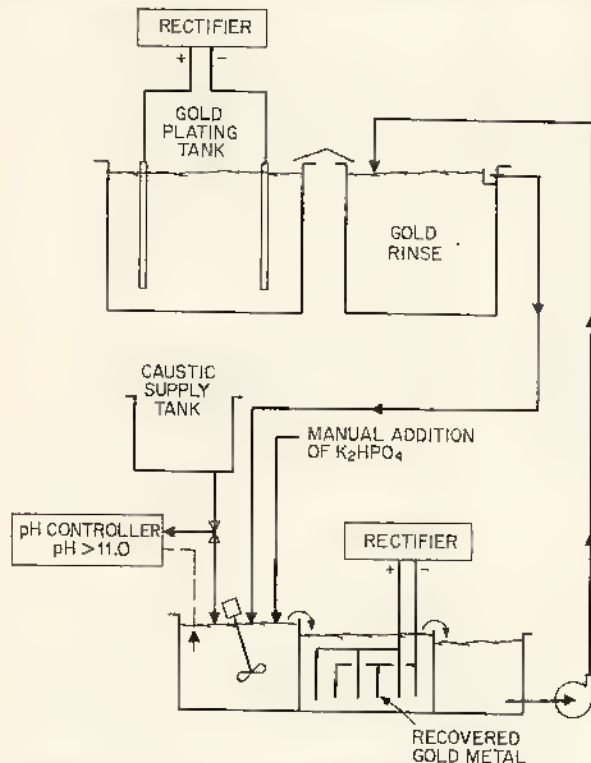 RECTIFIER
+ −
GOLD
PLATING
TANK
GOLD
RINSE
CAUSTIC
SUPPLY
TANK
MANUAL ADDITION
OF K₂HPO₄
pH CONTROLLER
pH >11.0
RECTIFIER
+ −
RECOVERED
GOLD METAL